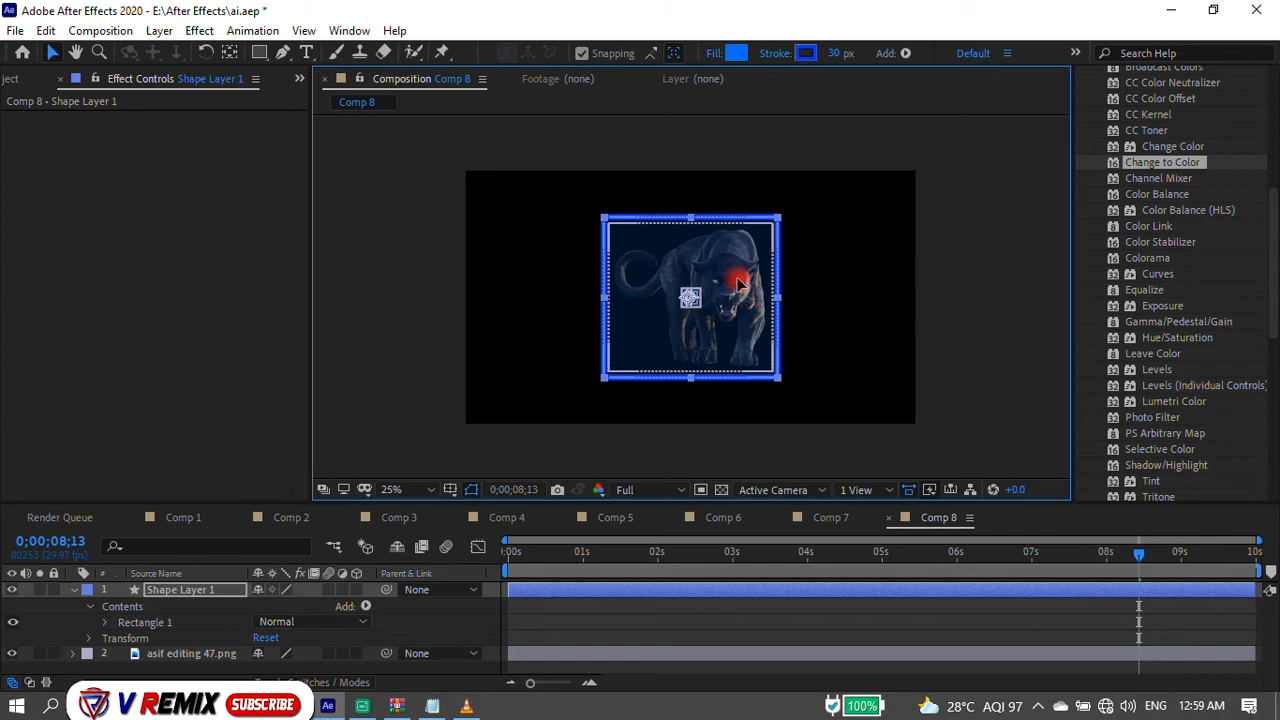 Adobe After Effects 2020 - E:\After Effects\ai.aep *
File Edit Composition Layer Effect Animation View Window Help
Snapping Fill: Stroke: 30 px Add: Default Search Help
ject Effect Controls Shape Layer 1 Composition Comp 8 Footage (none) Layer (none)
Comp 8 • Shape Layer 1
Comp 8
Broadcast Colors
CC Color Neutralizer
CC Color Offset
CC Kernel
CC Toner
Change Color
Change to Color
Channel Mixer
Color Balance
Color Balance (HLS)
Color Link
Color Stabilizer
Colorama
Curves
Equalize
Exposure
Gamma/Pedestal/Gain
Hue/Saturation
Leave Color
Levels
Levels (Individual Controls)
Lumetri Color
Photo Filter
PS Arbitrary Map
Selective Color
Shadow/Highlight
Tint
Tritone
25% 0;00;08;13 Full Active Camera 1 View +0.0
Render Queue Comp 1 Comp 2 Comp 3 Comp 4 Comp 5 Comp 6 Comp 7 Comp 8
0;00;08;13
00253 (29.97 fps)
:00s 01s 02s 03s 04s 05s 06s 07s 08s 09s 10s
# Source Name Parent & Link
1 Shape Layer 1 None
Contents Add:
Rectangle 1 Normal
Transform Reset
2 asif editing 47.png None
Switches / Modes
V REMIX SUBSCRIBE
100% 28°C AQI 97 ENG 12:59 AM